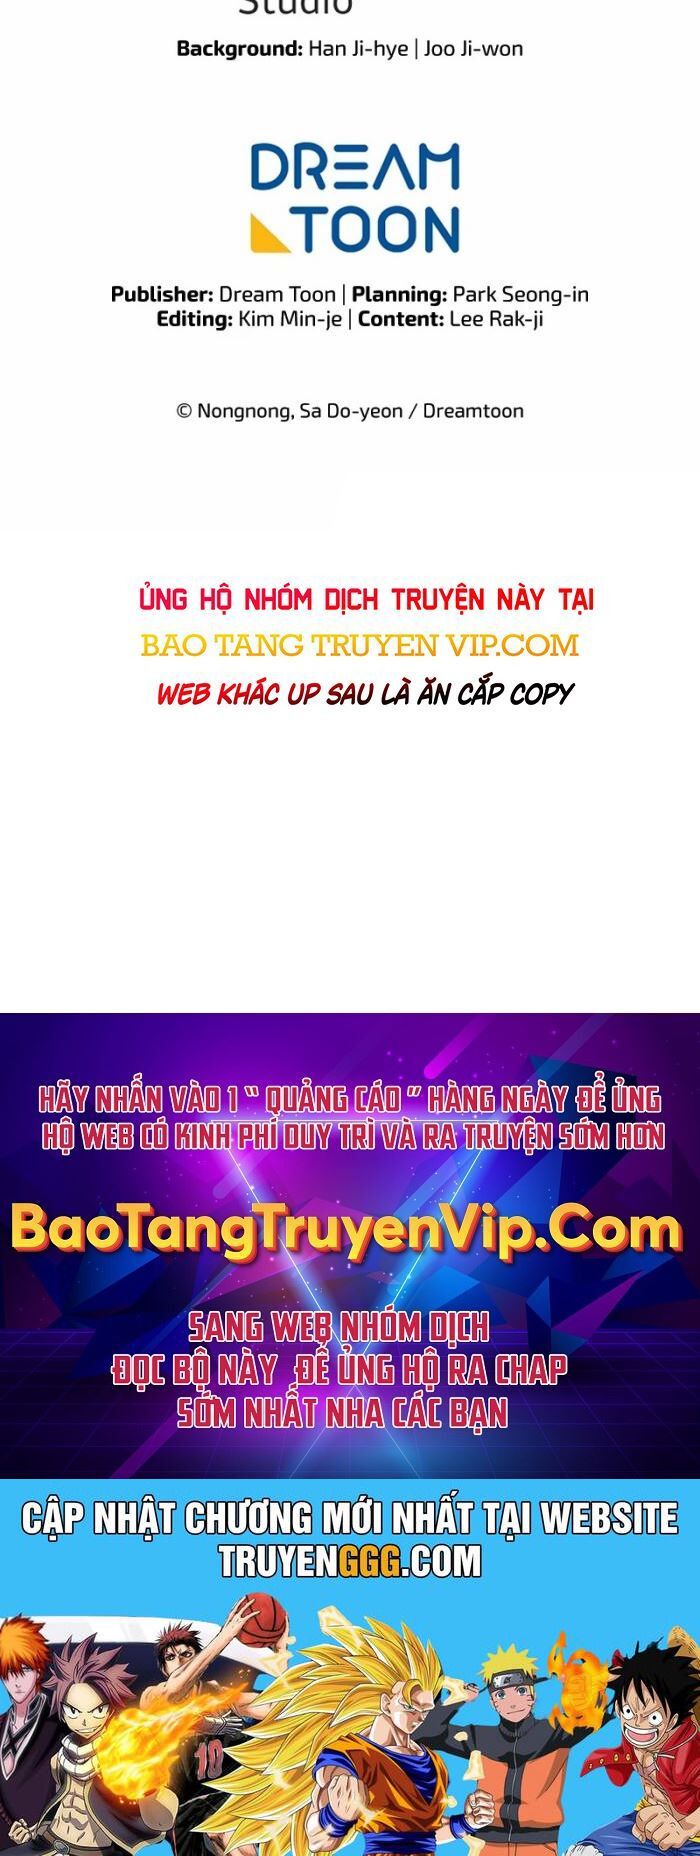 Studio
Background: Han Ji-hye | Joo Ji-won
DREAM
TOON
Publisher: Dream Toon | Planning: Park Seong-in
Editing: Kim Min-je | Content: Lee Rak-ji
© Nongnong, Sa Do-yeon / Dreamtoon
ỦNG HỘ NHÓM DỊCH TRUYỆN NÀY TẠI
BAO TANG TRUYEN VIP.COM
WEB KHÁC UP SAU LÀ ĂN CẮP COPY
HÃY NHẤN VÀO 1 “ QUẢNG CÁO ” HÀNG NGÀY ĐỂ ỦNG
HỘ WEB CÓ KINH PHÍ DUY TRÌ VÀ RA TRUYỆN SỚM HƠN
BaoTangTruyenVip.Com
SANG WEB NHÓM DỊCH
ĐỌC BỘ NÀY ĐỂ ỦNG HỘ RA CHAP
SỚM NHẤT NHA CÁC BẠN
CẬP NHẬT CHƯƠNG MỚI NHẤT TẠI WEBSITE
TRUYENGGG.COM
10